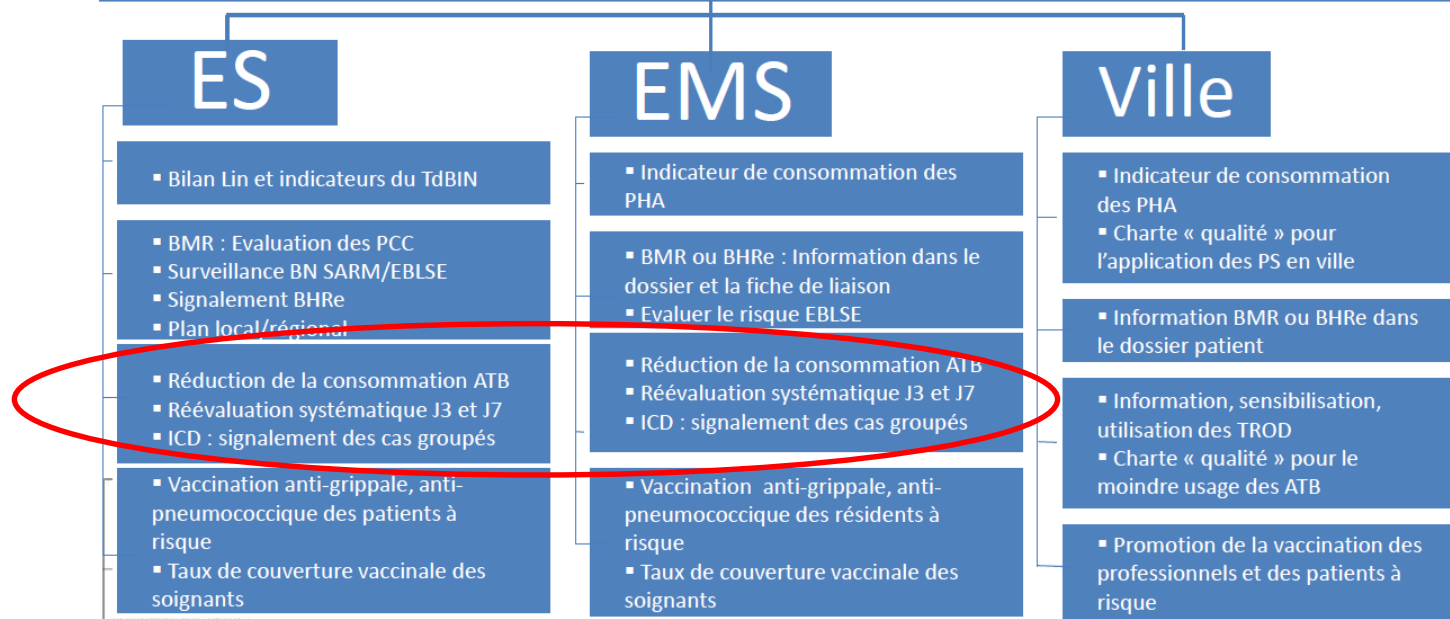 ES
▪ Bilan Lin et indicateurs du TdBIN
▪ BMR : Evaluation des PCC
▪ Surveillance BN SARM/EBLSE
▪ Signalement BHRe
▪ Plan local/régional
▪ Réduction de la consommation ATB
▪ Réévaluation systématique J3 et J7
▪ ICD : signalement des cas groupés
▪ Vaccination anti-grippale, anti-
pneumococcique des patients à
risque
▪ Taux de couverture vaccinale des
soignants
EMS
▪ Indicateur de consommation des
PHA
▪ BMR ou BHRe : Information dans le
dossier et la fiche de liaison
▪ Evaluer le risque EBLSE
▪ Réduction de la consommation ATB
▪ Réévaluation systématique J3 et J7
▪ ICD : signalement des cas groupés
▪ Vaccination anti-grippale, anti-
pneumococcique des résidents à
risque
▪ Taux de couverture vaccinale des
soignants
Ville
▪ Indicateur de consommation
des PHA
▪ Charte « qualité » pour
l’application des PS en ville
▪ Information BMR ou BHRe dans
le dossier patient
▪ Information, sensibilisation,
utilisation des TROD
▪ Charte « qualité » pour le
moindre usage des ATB
▪ Promotion de la vaccination des
professionnels et des patients à
risque